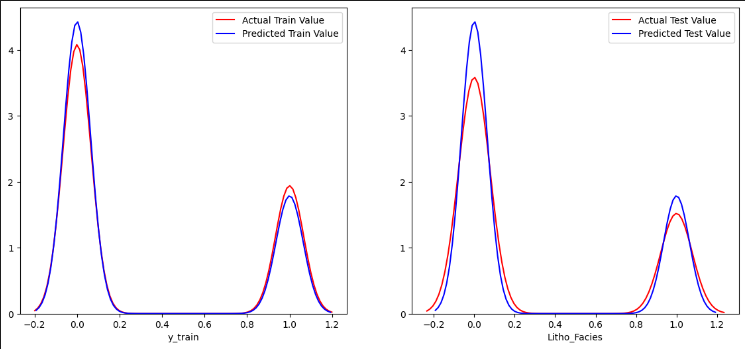 Actual Train Value
Predicted Train Value
4
3
2
1
0
−0.2 0.0 0.2 0.4 0.6 0.8 1.0 1.2
y_train
Actual Test Value
Predicted Test Value
4
3
2
1
0
−0.2 0.0 0.2 0.4 0.6 0.8 1.0 1.2
Litho_Facies